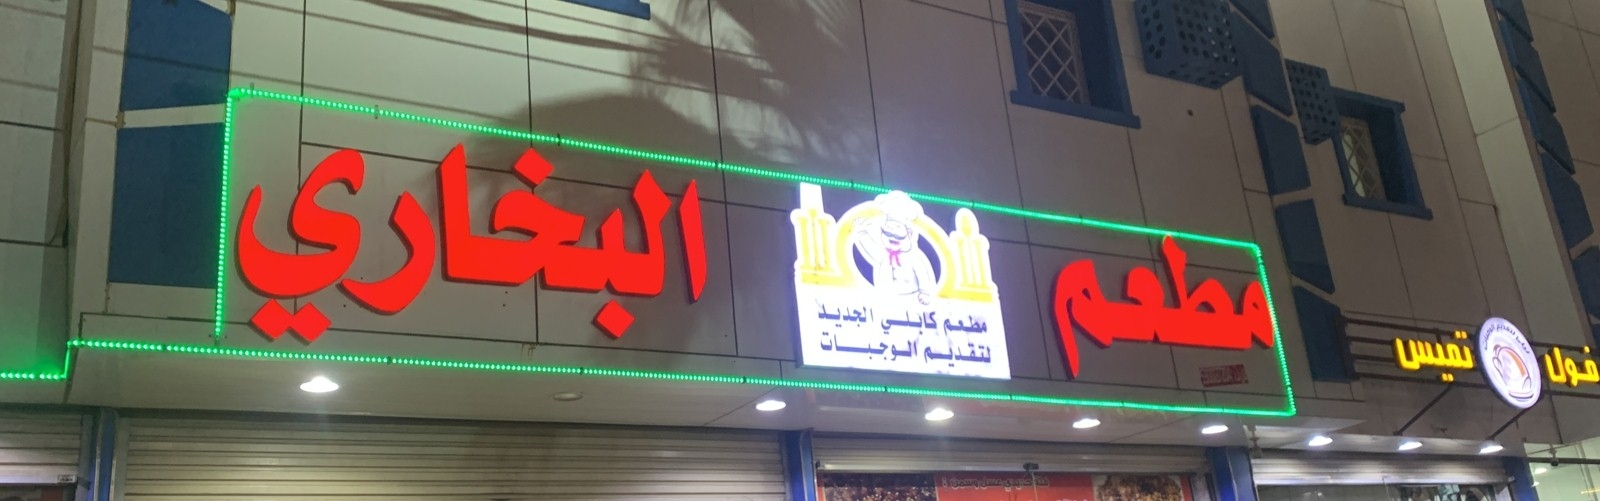 مطعم البخاري
مطعم كابلي الجديد
لتقديم الوجبات
فول تميس